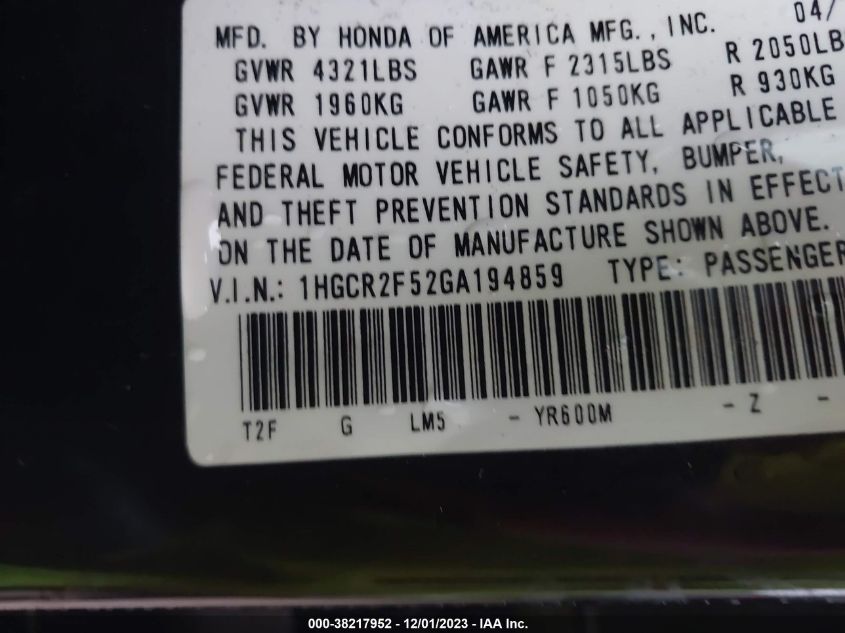 MFD. BY HONDA OF AMERICA MFG., INC. 04/
GVWR 4321LBS GAWR F 2315LBS R 2050LB
GVWR 1960KG GAWR F 1050KG R 930KG
THIS VEHICLE CONFORMS TO ALL APPLICABLE
FEDERAL MOTOR VEHICLE SAFETY, BUMPER,
AND THEFT PREVENTION STANDARDS IN EFFECT
ON THE DATE OF MANUFACTURE SHOWN ABOVE.
V.I.N.: 1HGCR2F52GA194859 TYPE: PASSENGER
T2F G LM5 - YR600M - Z -
000-38217952 - 12/01/2023 - IAA Inc.